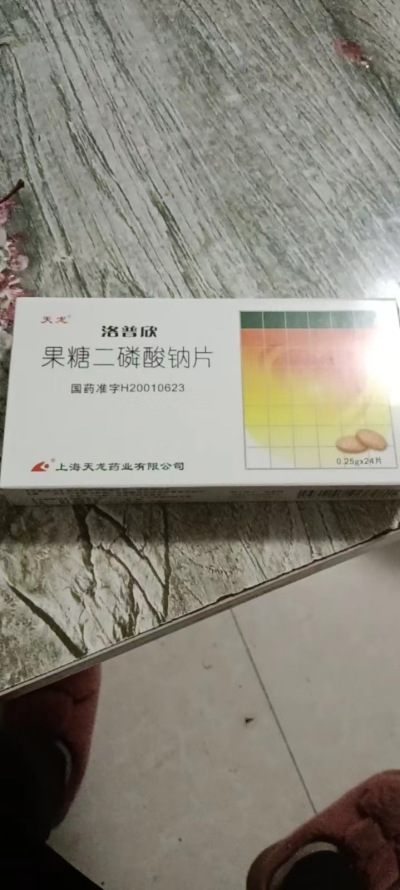 天龙®
洛普欣
果糖二磷酸钠片
国药准字H20010623
上海天龙药业有限公司
0.25gx24片